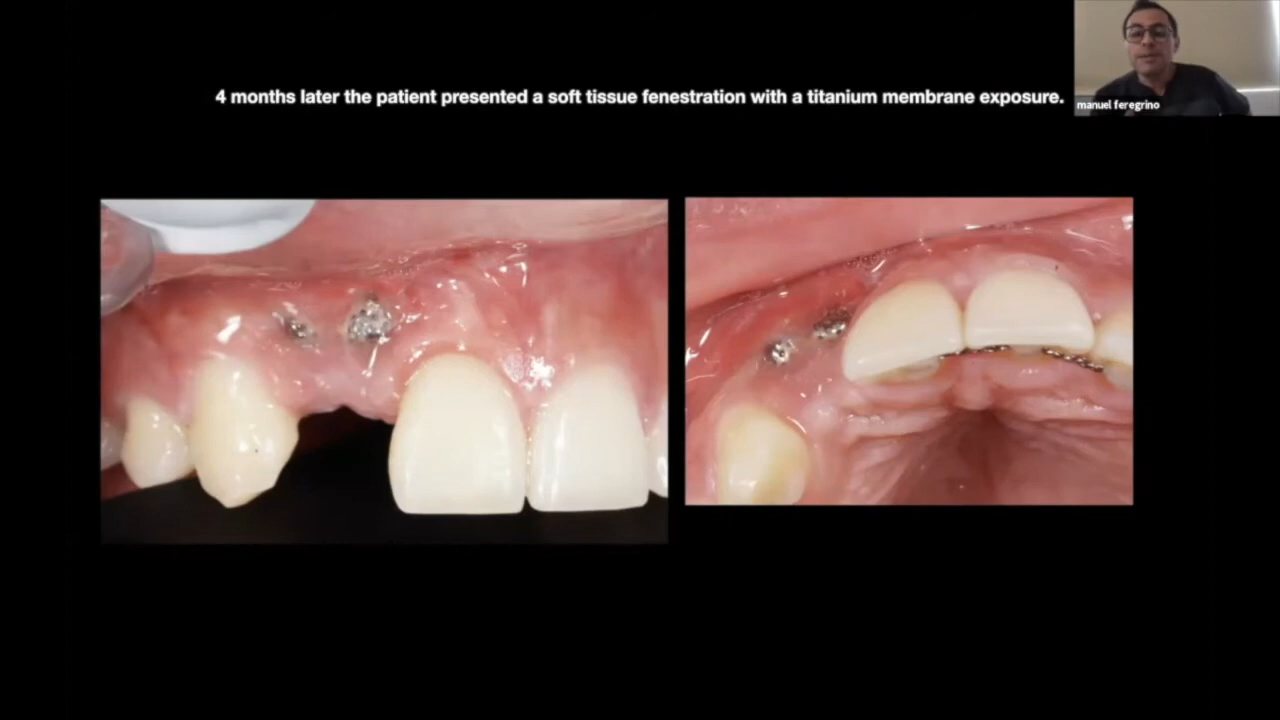 4 months later the patient presented a soft tissue fenestration with a titanium membrane exposure.
manuel feregrino